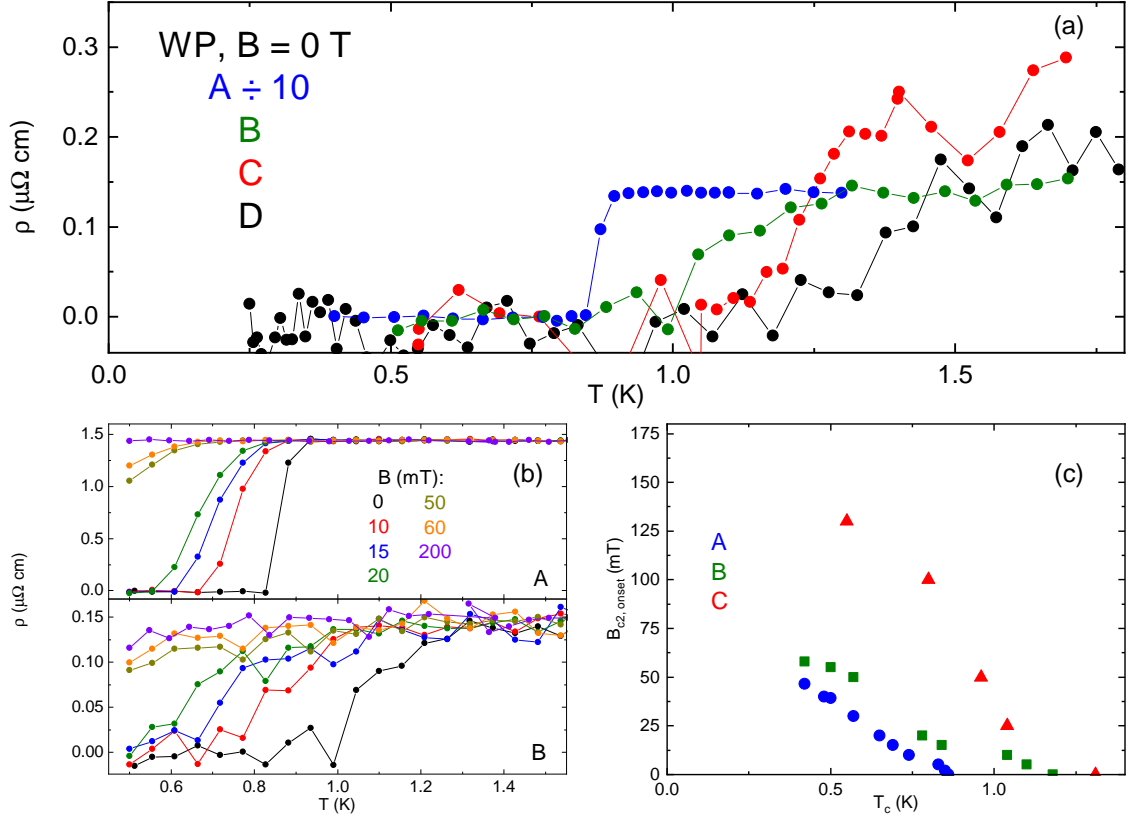 (a)
WP, B = 0 T
A ÷ 10
B
C
D
ρ (μΩ cm)
0.3
0.2
0.1
0.0
0.0
0.5
1.0
1.5
T (K)
(b)
B (mT):
0
50
10
60
15
200
20
A
1.5
1.0
0.5
0.0
ρ (μΩ cm)
0.15
0.10
0.05
0.00
B
0.6
0.8
1.0
1.2
1.4
T (K)
(c)
A
B
C
B c2, onset (mT)
175
150
125
100
75
50
25
0
0.0
0.5
1.0
T c (K)